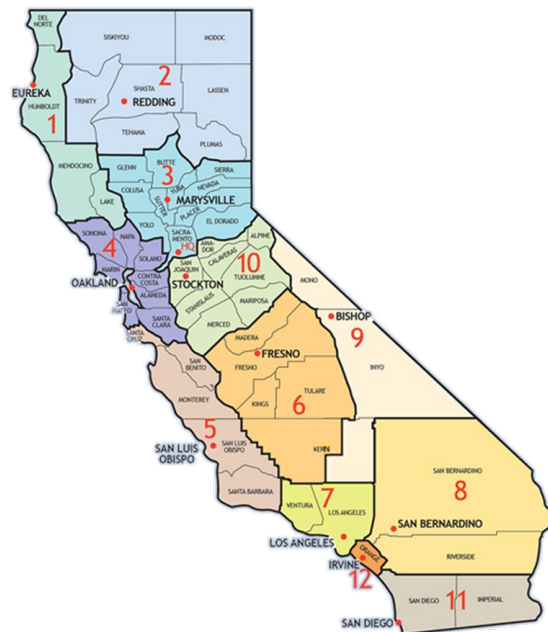 DEL
NORTE
SISKIYOU
MODOC
EUREKA
HUMBOLDT
1
TRINITY
SHASTA
2
REDDING
LASSEN
TEHAMA
PLUMAS
MENDOCINO
LAKE
GLENN
BUTTE
3
SIERRA
COLUSA
SUTTER
YUBA
NEVADA
MARYSVILLE
PLACER
YOLO
EL DORADO
SACRA-
MENTO
HQ
SONOMA
NAPA
4
SOLANO
MARIN
OAKLAND
CONTRA
COSTA
ALAMEDA
SAN
MATEO
SANTA
CLARA
SANTA
CRUZ
AMA-
DOR
ALPINE
CALAVERAS
SAN
JOAQUIN
10
STOCKTON
TUOLUMNE
STANISLAUS
MARIPOSA
MERCED
MONO
BISHOP
9
INYO
MADERA
FRESNO
FRESNO
TULARE
KINGS
6
KERN
SAN
BENITO
MONTEREY
5
SAN LUIS
OBISPO
SAN LUIS
OBISPO
SANTA BARBARA
VENTURA
7
LOS ANGELES
LOS ANGELES
SAN BERNARDINO
8
SAN BERNARDINO
RIVERSIDE
ORANGE
IRVINE
12
SAN DIEGO
11
IMPERIAL
SAN DIEGO